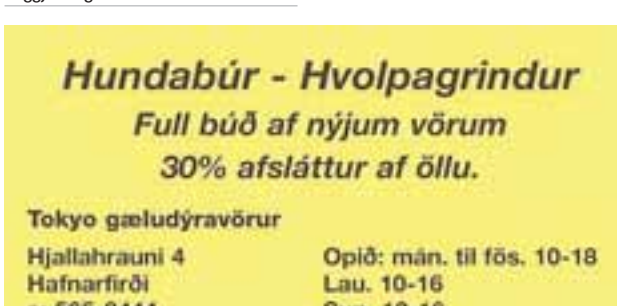 Hundabúr - Hvolpagrindur
Full búð af nýjum vörum
30% afsláttur af öllu.
Tokyo gæludýravörur
Hjallahrauni 4
Hafnarfirði
Opið: mán. til fös. 10-18
Lau. 10-16